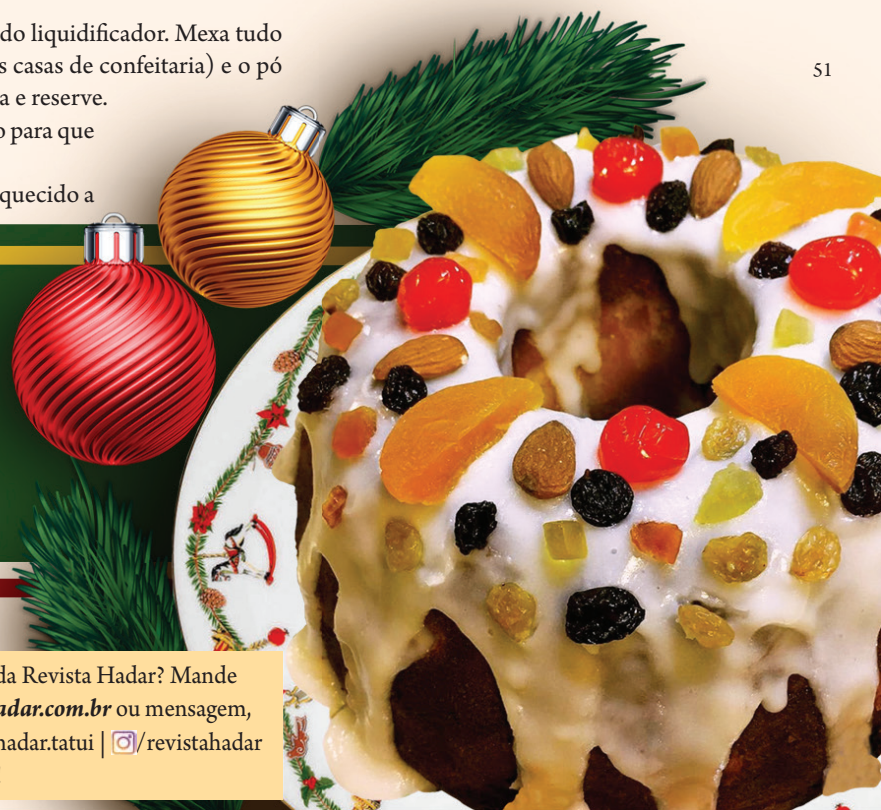 do liquidificador. Mexa tudo
s casas de confeitaria) e o pó
51
a e reserve.
o para que
quecido a
da Revista Hadar? Mande
adar.com.br ou mensagem,
hadar.tatui | /revistahadar